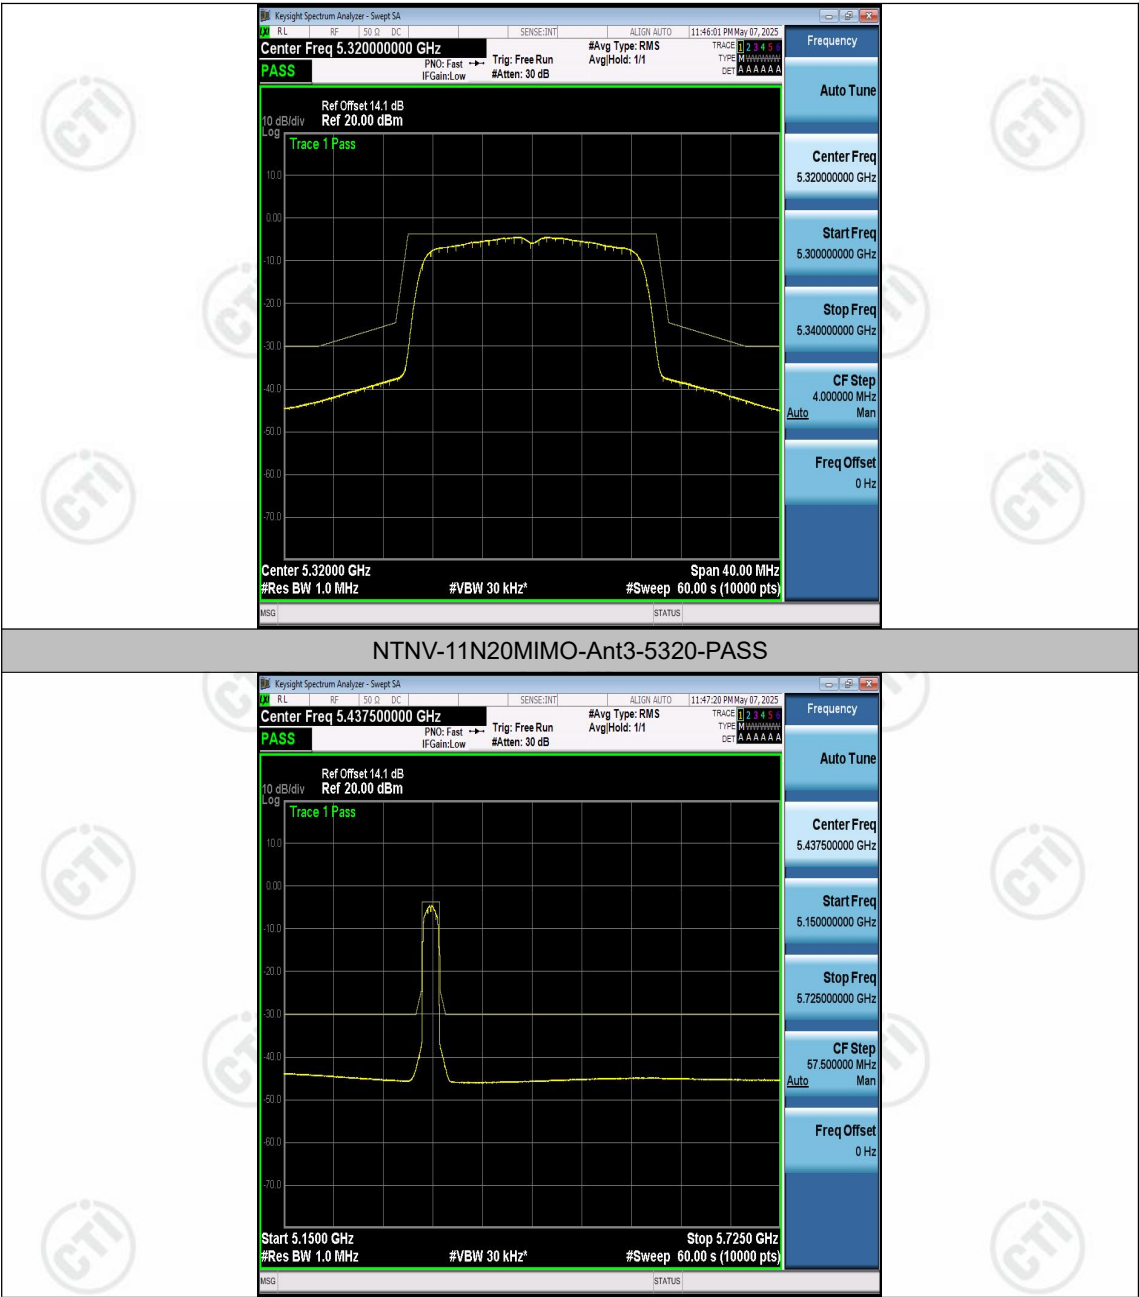 Keysight Spectrum Analyzer - Swept SA
RL RF 50 Ω DC SENSE:INT ALIGN AUTO 11:46:01 PM May 07, 2025
Center Freq 5.320000000 GHz
PASS
PNO: Fast
IFGain:Low
Trig: Free Run
#Atten: 30 dB
#Avg Type: RMS
Avg|Hold: 1/1
TRACE 1 2 3 4 5 6
TYPE M W W W W W
DET A A A A A A
Ref Offset 14.1 dB
10 dB/div Ref 20.00 dBm
Log
Trace 1 Pass
10.0
0.00
-10.0
-20.0
-30.0
-40.0
-50.0
-60.0
-70.0
Center 5.32000 GHz Span 40.00 MHz
#Res BW 1.0 MHz #VBW 30 kHz* #Sweep 60.00 s (10000 pts)
MSG STATUS
Frequency
Auto Tune
Center Freq
5.320000000 GHz
Start Freq
5.300000000 GHz
Stop Freq
5.340000000 GHz
CF Step
4.000000 MHz
Auto Man
Freq Offset
0 Hz
NTNV-11N20MIMO-Ant3-5320-PASS
Keysight Spectrum Analyzer - Swept SA
RL RF 50 Ω DC SENSE:INT ALIGN AUTO 11:47:20 PM May 07, 2025
Center Freq 5.437500000 GHz
PASS
PNO: Fast
IFGain:Low
Trig: Free Run
#Atten: 30 dB
#Avg Type: RMS
Avg|Hold: 1/1
TRACE 1 2 3 4 5 6
TYPE M W W W W W
DET A A A A A A
Ref Offset 14.1 dB
10 dB/div Ref 20.00 dBm
Log
Trace 1 Pass
10.0
0.00
-10.0
-20.0
-30.0
-40.0
-50.0
-60.0
-70.0
Start 5.1500 GHz Stop 5.7250 GHz
#Res BW 1.0 MHz #VBW 30 kHz* #Sweep 60.00 s (10000 pts)
MSG STATUS
Frequency
Auto Tune
Center Freq
5.437500000 GHz
Start Freq
5.150000000 GHz
Stop Freq
5.725000000 GHz
CF Step
57.500000 MHz
Auto Man
Freq Offset
0 Hz
CTI
CTI
CTI
CTI
CTI
CTI
CTI
CTI
CTI
CTI
CTI
CTI